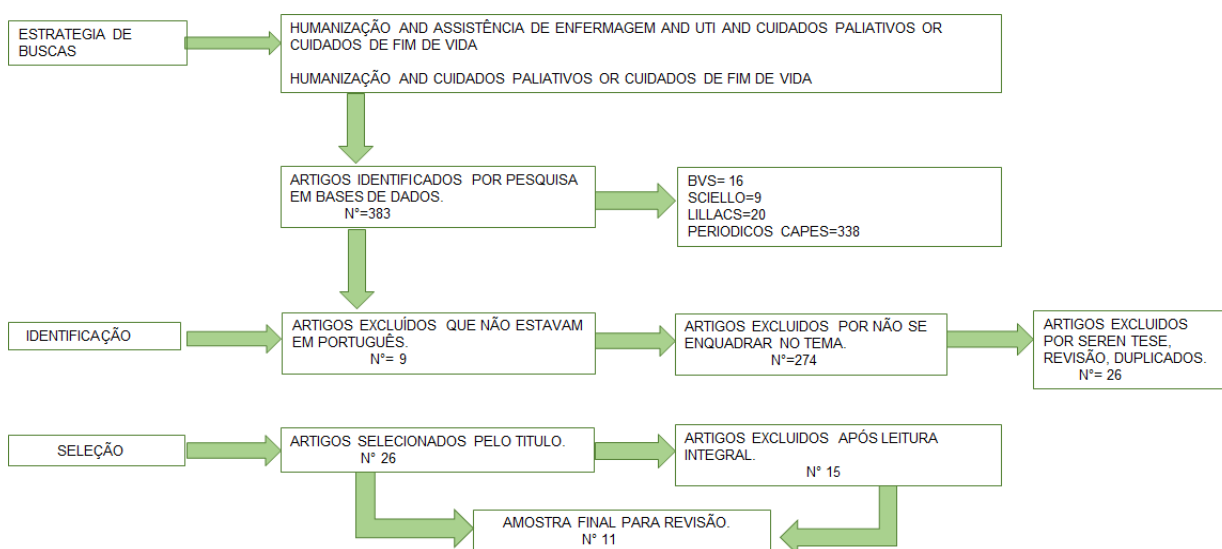 ESTRATEGIA DE
BUSCAS
HUMANIZAÇÃO AND ASSISTÊNCIA DE ENFERMAGEM AND UTI AND CUIDADOS PALIATIVOS OR
CUIDADOS DE FIM DE VIDA
HUMANIZAÇÃO AND CUIDADOS PALIATIVOS OR CUIDADOS DE FIM DE VIDA
ARTIGOS IDENTIFICADOS POR PESQUISA
EM BASES DE DADOS.
N°=383
BVS= 16
SCIELLO=9
LILLACS=20
PERIODICOS CAPES=338
IDENTIFICAÇÃO
ARTIGOS EXCLUÍDOS QUE NÃO ESTAVAM
EM PORTUGUÊS.
N°= 9
ARTIGOS EXCLUIDOS POR NÃO SE
ENQUADRAR NO TEMA.
N°=274
ARTIGOS EXCLUIDOS
POR SEREN TESE,
REVISÃO, DUPLICADOS.
N°= 26
SELEÇÃO
ARTIGOS SELECIONADOS PELO TITULO.
N° 26
ARTIGOS EXCLUIDOS APÓS LEITURA
INTEGRAL.
N° 15
AMOSTRA FINAL PARA REVISÃO.
N° 11